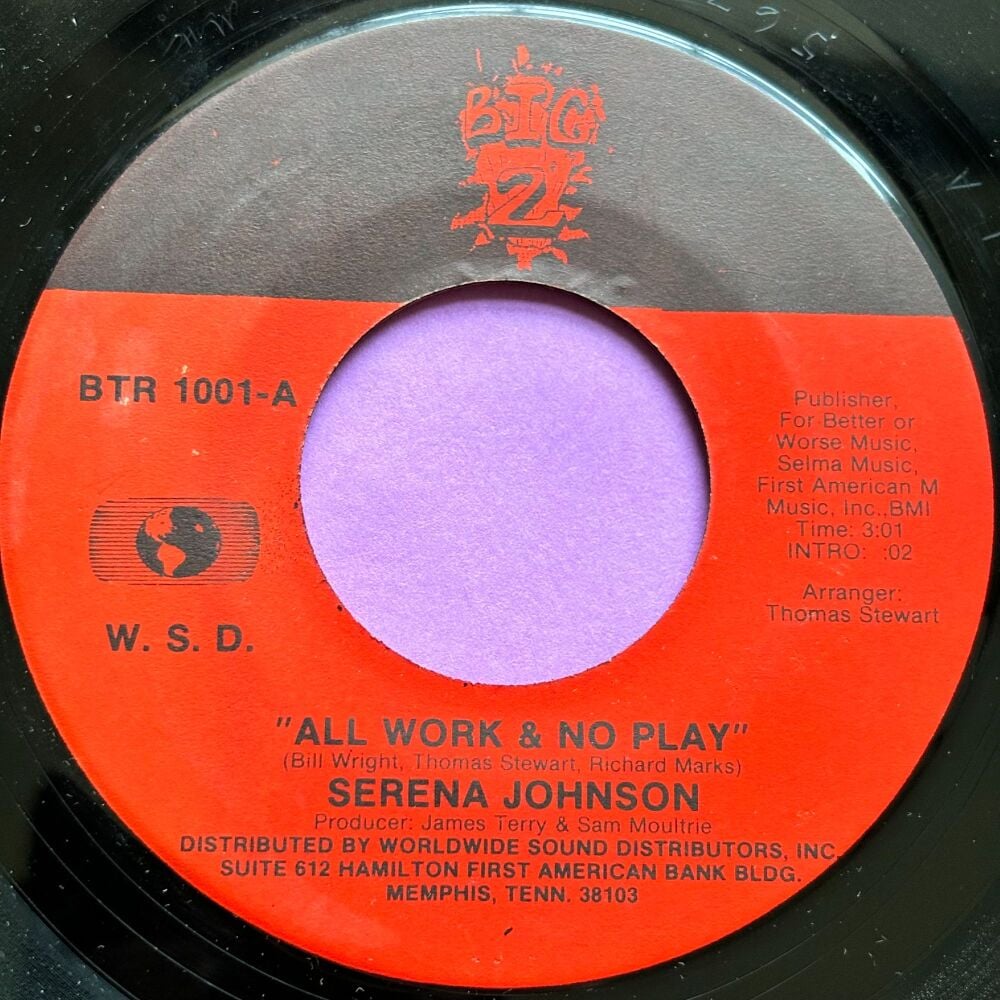 BIG
2
BTR 1001-A
W. S. D.
Publisher,
For Better or
Worse Music,
Selma Music,
First American M
Music, Inc.,BMI
Time: 3:01
INTRO: :02
Arranger:
Thomas Stewart
"ALL WORK & NO PLAY"
(Bill Wright, Thomas Stewart, Richard Marks)
SERENA JOHNSON
Producer: James Terry & Sam Moultrie
DISTRIBUTED BY WORLDWIDE SOUND DISTRIBUTORS, INC.
SUITE 612 HAMILTON FIRST AMERICAN BANK BLDG.
MEMPHIS, TENN. 38103